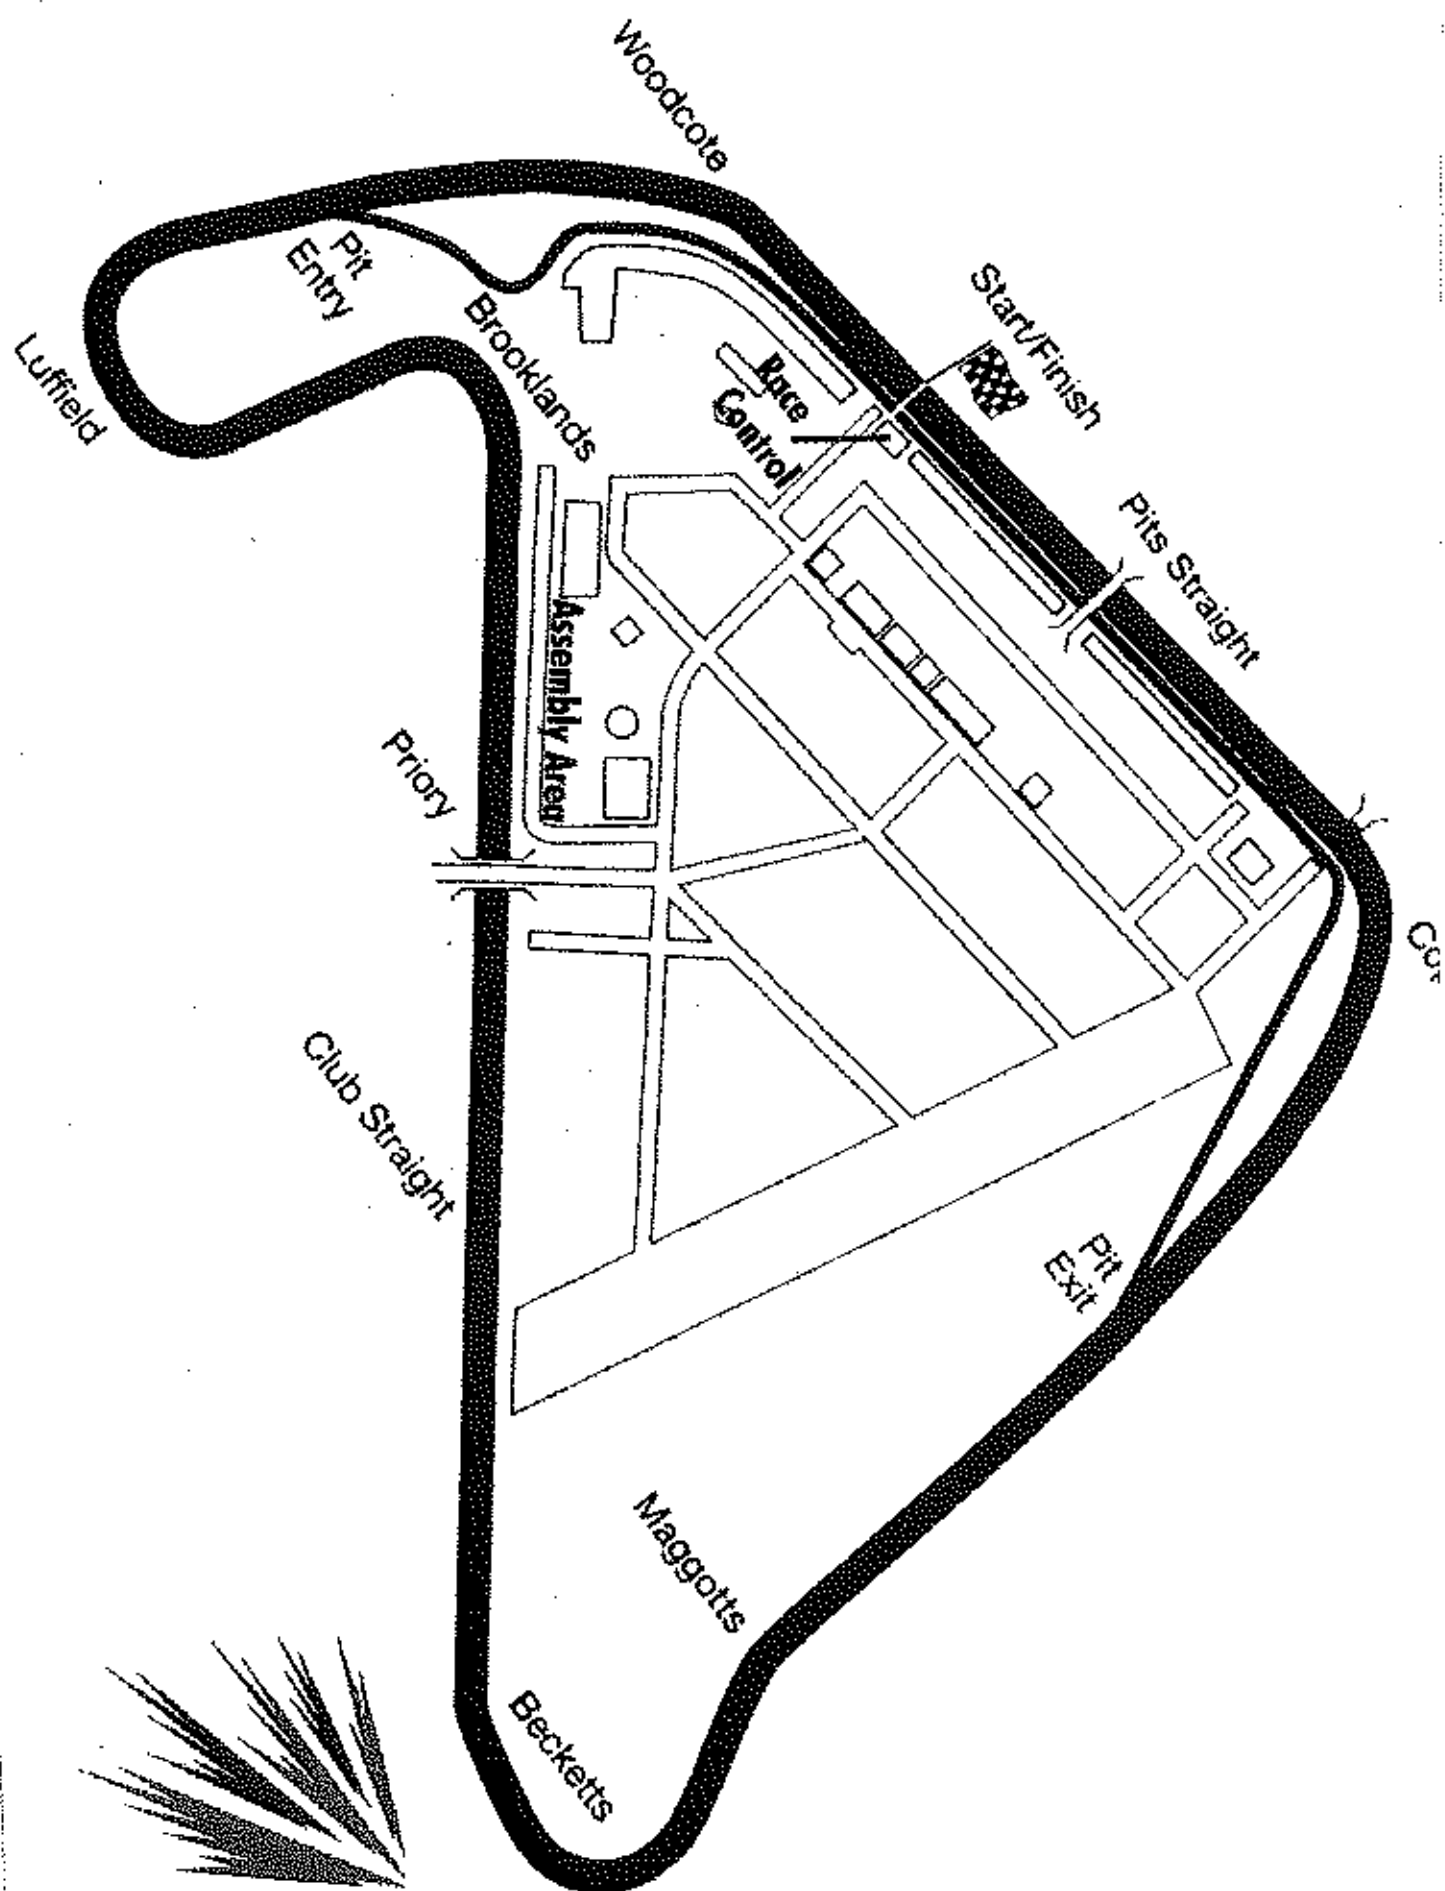 Woodcote
Start/Finish
Pit
Entry
Brooklands
Luffield
Race
Control
Pits Straight
Assembly Area
Priory
Club Straight
Pit
Exit
Maggotts
Becketts